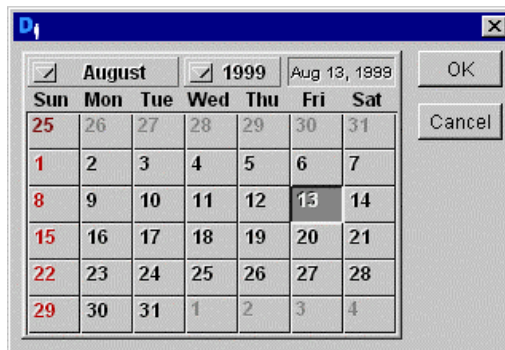 D
August 1999 Aug 13, 1999 OK
Sun Mon Tue Wed Thu Fri Sat
25 26 27 28 29 30 31 Cancel
1 2 3 4 5 6 7
8 9 10 11 12 13 14
15 16 17 18 19 20 21
22 23 24 25 26 27 28
29 30 31 1 2 3 4